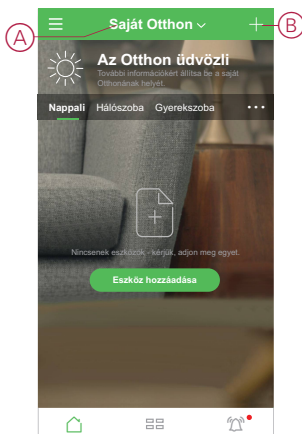 A
Saját Otthon
B
Az Otthon üdvözli
További információkért állítsa be a saját
Otthonának helyét.
Nappali Hálószoba Gyerekszoba ...
Nincsenek eszközök - kérjük, adjon meg egyet.
Eszköz hozzáadása